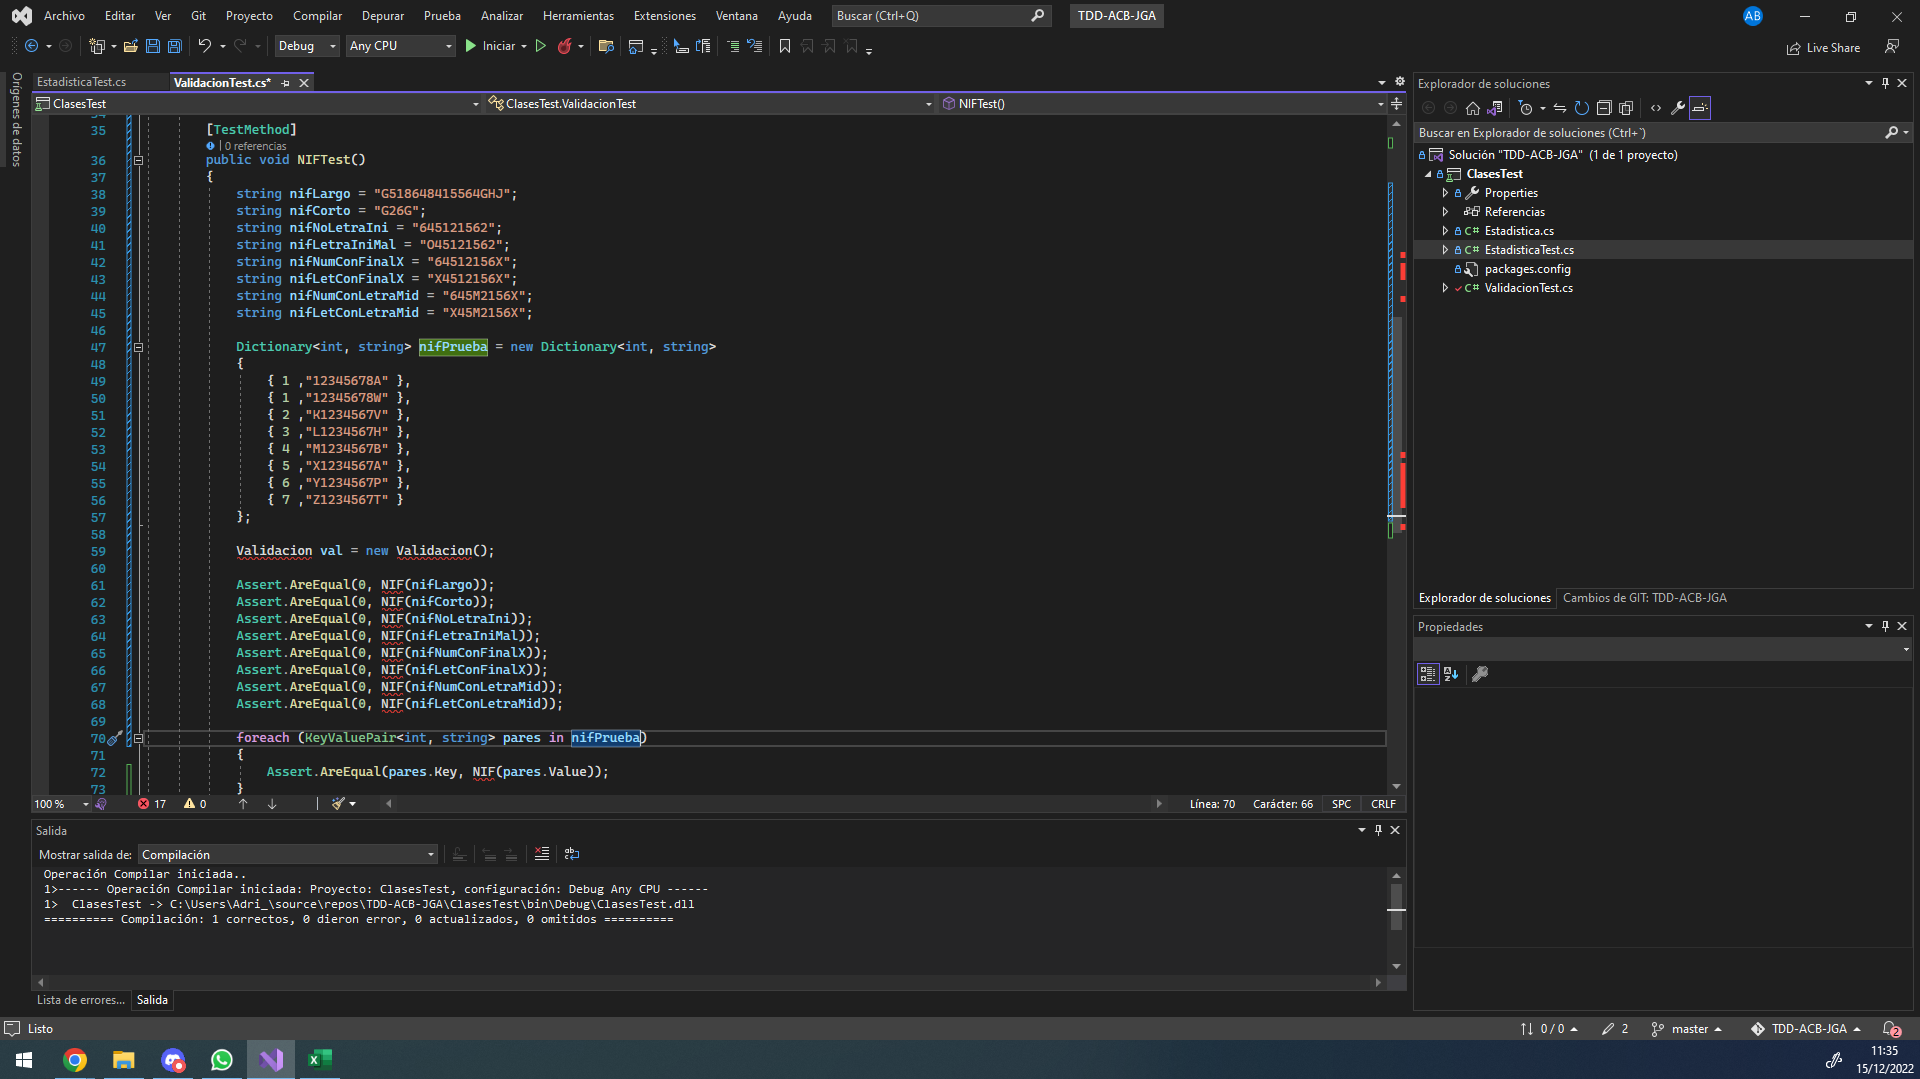 Archivo Editar Ver Git Proyecto Compilar Depurar Prueba Analizar Herramientas Extensiones Ventana Ayuda Buscar (Ctrl+Q) TDD-ACB-JGA AB
Debug Any CPU Iniciar Live Share
Orígenes de datos
EstadisticaTest.cs ValidacionTest.cs*
ClasesTest ClasesTest.ValidacionTest NIFTest()
34
35 [TestMethod]
0 referencias
36 public void NIFTest()
37 {
38 string nifLargo = "G518648415564GHJ";
39 string nifCorto = "G26G";
40 string nifNoLetraIni = "645121562";
41 string nifLetraIniMal = "O45121562";
42 string nifNumConFinalX = "64512156X";
43 string nifLetConFinalX = "X4512156X";
44 string nifNumConLetraMid = "645M2156X";
45 string nifLetConLetraMid = "X45M2156X";
46
47 Dictionary<int, string> nifPrueba = new Dictionary<int, string>
48 {
49 { 1 ,"12345678A" },
50 { 1 ,"12345678W" },
51 { 2 ,"K1234567V" },
52 { 3 ,"L1234567H" },
53 { 4 ,"M1234567B" },
54 { 5 ,"X1234567A" },
55 { 6 ,"Y1234567P" },
56 { 7 ,"Z1234567T" }
57 };
58
59 Validacion val = new Validacion();
60
61 Assert.AreEqual(0, NIF(nifLargo));
62 Assert.AreEqual(0, NIF(nifCorto));
63 Assert.AreEqual(0, NIF(nifNoLetraIni));
64 Assert.AreEqual(0, NIF(nifLetraIniMal));
65 Assert.AreEqual(0, NIF(nifNumConFinalX));
66 Assert.AreEqual(0, NIF(nifLetConFinalX));
67 Assert.AreEqual(0, NIF(nifNumConLetraMid));
68 Assert.AreEqual(0, NIF(nifLetConLetraMid));
69
70 foreach (KeyValuePair<int, string> pares in nifPrueba)
71 {
72 Assert.AreEqual(pares.Key, NIF(pares.Value));
73 }
100 % 17 0 Línea: 70 Carácter: 66 SPC CRLF
Salida
Mostrar salida de: Compilación
Operación Compilar iniciada..
1>------ Operación Compilar iniciada: Proyecto: ClasesTest, configuración: Debug Any CPU ------
1> ClasesTest -> C:\Users\Adri_\source\repos\TDD-ACB-JGA\ClasesTest\bin\Debug\ClasesTest.dll
========== Compilación: 1 correctos, 0 dieron error, 0 actualizados, 0 omitidos ==========
Lista de errores... Salida
Explorador de soluciones
Buscar en Explorador de soluciones (Ctrl+`)
Solución "TDD-ACB-JGA" (1 de 1 proyecto)
ClasesTest
Properties
Referencias
C# Estadistica.cs
C# EstadisticaTest.cs
packages.config
C# ValidacionTest.cs
Explorador de soluciones Cambios de GIT: TDD-ACB-JGA
Propiedades
Listo 0 / 0 2 master TDD-ACB-JGA 2
11:35
15/12/2022